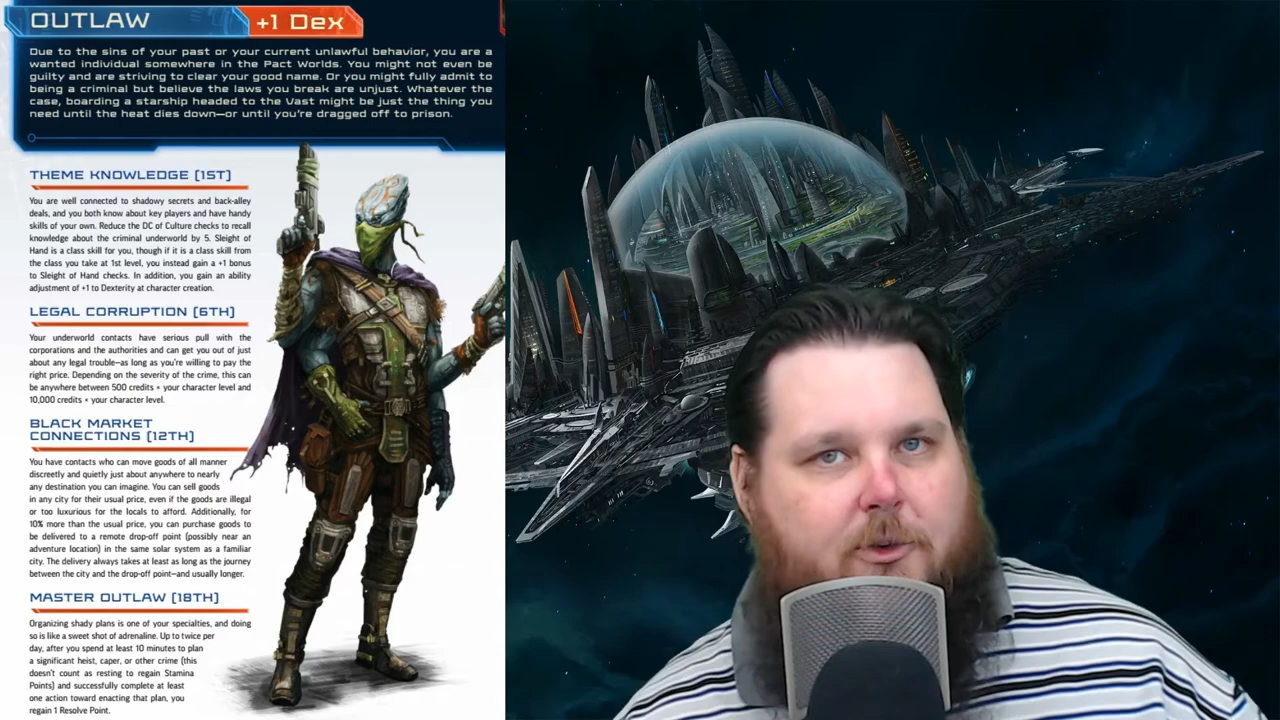 OUTLAW
+1 Dex
Due to the sins of your past or your current unlawful behavior, you are a
wanted individual somewhere in the Pact Worlds. You might not even be
guilty and are striving to clear your good name. Or you might fully admit to
being a criminal but believe the laws you break are unjust. Whatever the
case, boarding a starship headed to the Vast might be just the thing you
need until the heat dies down—or until you're dragged off to prison.
THEME KNOWLEDGE (1ST)
You are well connected to shadowy secrets and back-alley
deals, and you both know about key players and have handy
skills of your own. Reduce the DC of Culture checks to recall
knowledge about the criminal underworld by 5. Sleight of
Hand is a class skill for you, though if it is a class skill from
the class you take at 1st level, you instead gain a +1 bonus
to Sleight of Hand checks. In addition, you gain an ability
adjustment of +1 to Dexterity at character creation.
LEGAL CORRUPTION (6TH)
Your underworld contacts have serious pull with the
corporations and the authorities and can get you out of just
about any legal trouble—as long as you're willing to pay the
right price. Depending on the severity of the crime, this can
be anywhere between 500 credits × your character level and
10,000 credits × your character level.
BLACK MARKET
CONNECTIONS (12TH)
You have contacts who can move goods of all manner
discreetly and quietly just about anywhere to nearly
any destination you can imagine. You can sell goods
in any city for their usual price, even if the goods are illegal
or too luxurious for the locals to afford. Additionally, for
10% more than the usual price, you can purchase goods to
be delivered to a remote drop-off point (possibly near an
adventure location) in the same solar system as a familiar
city. The delivery always takes at least as long as the journey
between the city and the drop-off point—and usually longer.
MASTER OUTLAW (18TH)
Organizing shady plans is one of your specialties, and doing
so is like a sweet shot of adrenaline. Up to twice per
day, after you spend at least 10 minutes to plan
a significant heist, caper, or other crime (this
doesn't count as resting to regain Stamina
Points) and successfully complete at least
one action toward enacting that plan, you
regain 1 Resolve Point.